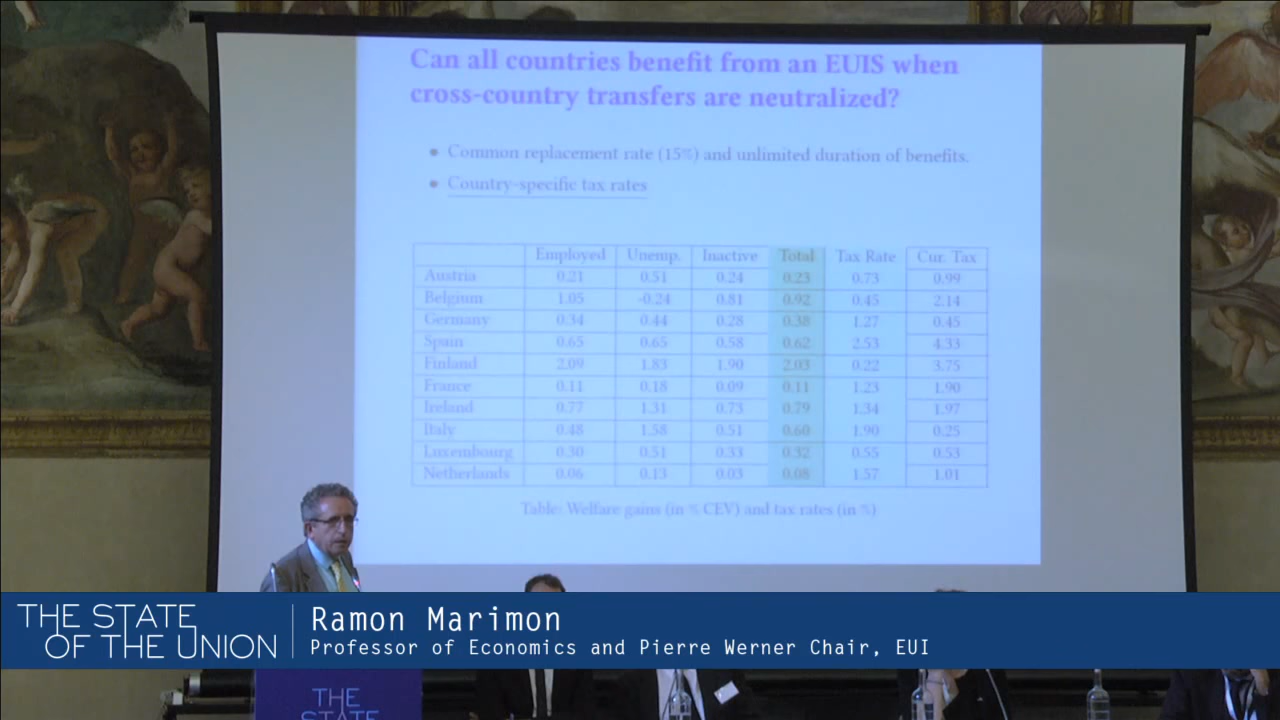 Can all countries benefit from an EUIS when
cross-country transfers are neutralized?
• Common replacement rate (15%) and unlimited duration of benefits.
• Country-specific tax rates
Employed Unemp. Inactive Total Tax Rate Cur. Tax
Austria 0.21 0.51 0.24 0.23 0.73 0.99
Belgium 1.05 -0.24 0.81 0.92 0.45 2.14
Germany 0.34 0.44 0.28 0.38 1.27 0.45
Spain 0.65 0.65 0.58 0.62 2.53 4.33
Finland 2.09 1.83 1.90 2.03 0.22 3.75
France 0.11 0.18 0.09 0.11 1.23 1.90
Ireland 0.77 1.31 0.73 0.79 1.34 1.97
Italy 0.48 1.58 0.51 0.60 1.90 0.25
Luxembourg 0.30 0.51 0.33 0.32 0.55 0.53
Netherlands 0.06 0.13 0.03 0.08 1.57 1.01
Table: Welfare gains (in % CEV) and tax rates (in %)
THE STATE
OF THE UNION
Ramon Marimon
Professor of Economics and Pierre Werner Chair, EUI
THE
STATE